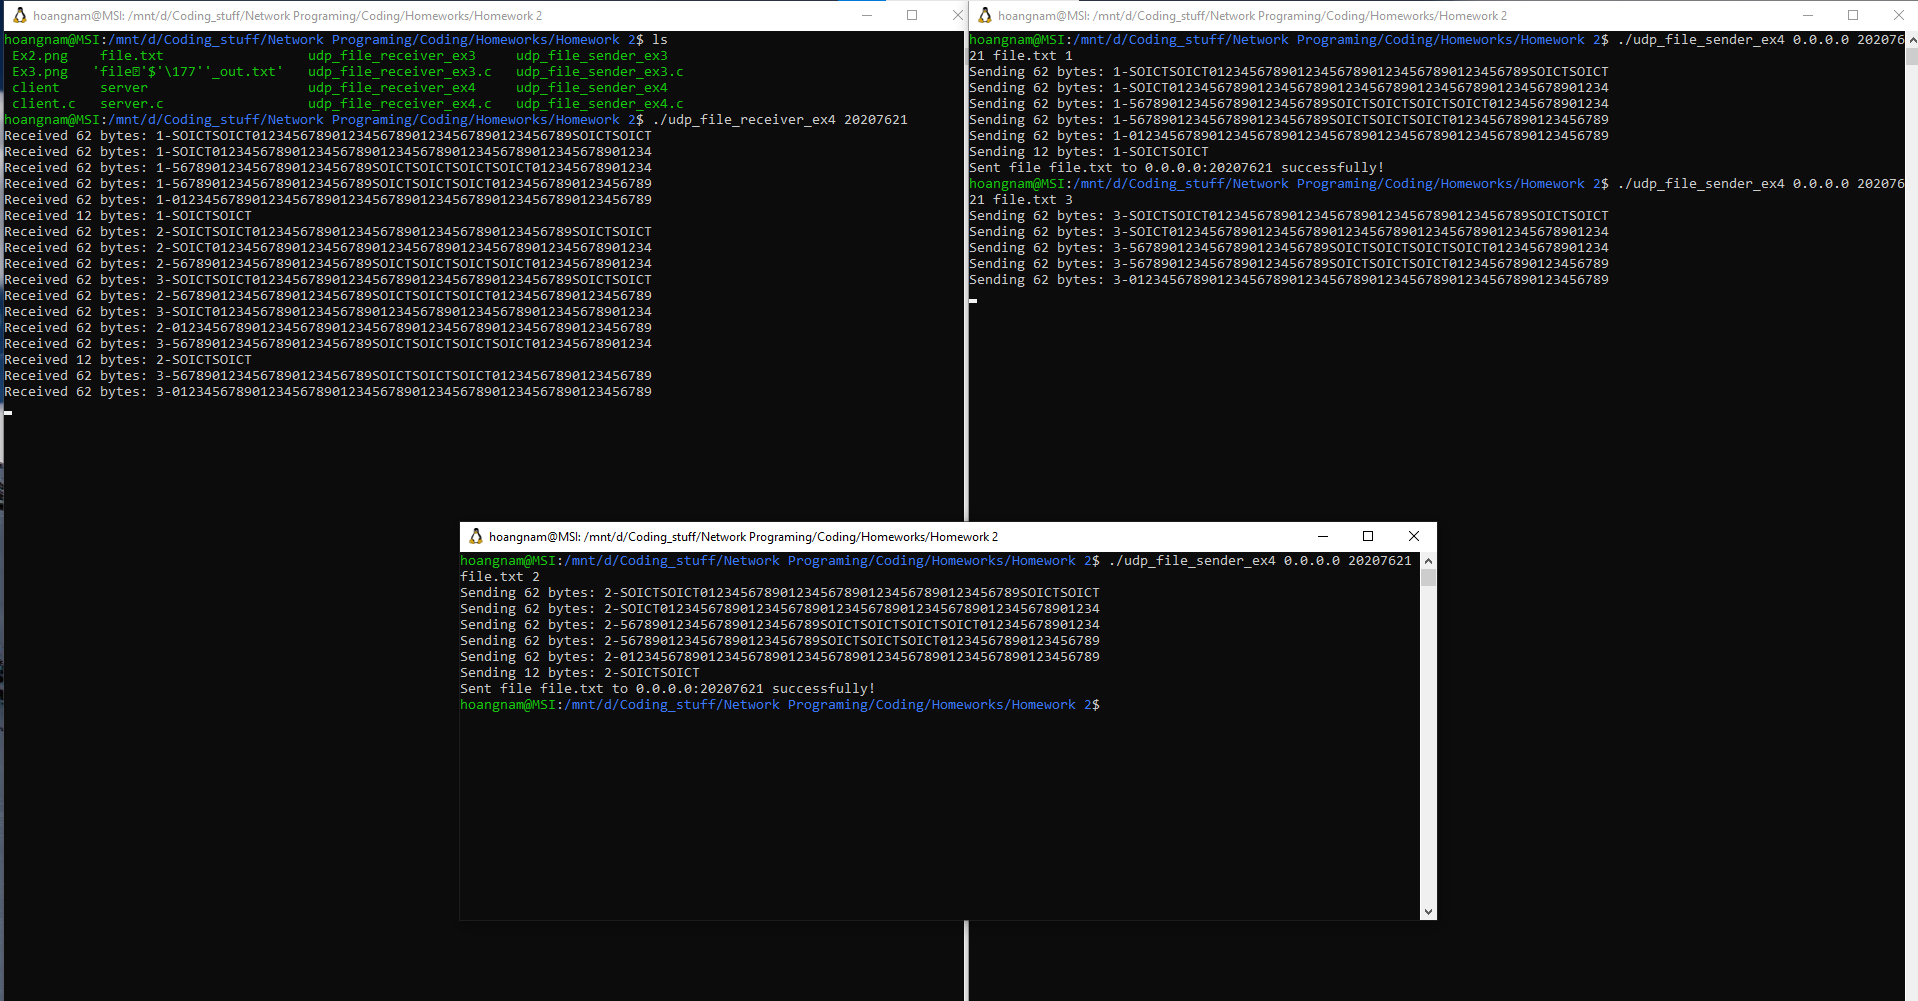 hoangnam@MSI: /mnt/d/Coding_stuff/Network Programing/Coding/Homeworks/Homework 2
hoangnam@MSI:/mnt/d/Coding_stuff/Network Programing/Coding/Homeworks/Homework 2$ ls
Ex2.png file.txt udp_file_receiver_ex3 udp_file_sender_ex3
Ex3.png 'file�'$'\177''_out.txt' udp_file_receiver_ex3.c udp_file_sender_ex3.c
client server udp_file_receiver_ex4 udp_file_sender_ex4
client.c server.c udp_file_receiver_ex4.c udp_file_sender_ex4.c
hoangnam@MSI:/mnt/d/Coding_stuff/Network Programing/Coding/Homeworks/Homework 2$ ./udp_file_receiver_ex4 20207621
Received 62 bytes: 1-SOICTSOICT0123456789012345678901234567890123456789SOICTSOICT
Received 62 bytes: 1-SOICT0123456789012345678901234567890123456789012345678901234
Received 62 bytes: 1-5678901234567890123456789SOICTSOICTSOICTSOICT012345678901234
Received 62 bytes: 1-5678901234567890123456789SOICTSOICTSOICT01234567890123456789
Received 62 bytes: 1-012345678901234567890123456789012345678901234567890123456789
Received 12 bytes: 1-SOICTSOICT
Received 62 bytes: 2-SOICTSOICT0123456789012345678901234567890123456789SOICTSOICT
Received 62 bytes: 2-SOICT0123456789012345678901234567890123456789012345678901234
Received 62 bytes: 2-5678901234567890123456789SOICTSOICTSOICTSOICT012345678901234
Received 62 bytes: 3-SOICTSOICT0123456789012345678901234567890123456789SOICTSOICT
Received 62 bytes: 2-5678901234567890123456789SOICTSOICTSOICT01234567890123456789
Received 62 bytes: 3-SOICT0123456789012345678901234567890123456789012345678901234
Received 62 bytes: 2-012345678901234567890123456789012345678901234567890123456789
Received 62 bytes: 3-5678901234567890123456789SOICTSOICTSOICTSOICT012345678901234
Received 12 bytes: 2-SOICTSOICT
Received 62 bytes: 3-5678901234567890123456789SOICTSOICTSOICT01234567890123456789
Received 62 bytes: 3-012345678901234567890123456789012345678901234567890123456789
hoangnam@MSI: /mnt/d/Coding_stuff/Network Programing/Coding/Homeworks/Homework 2
hoangnam@MSI:/mnt/d/Coding_stuff/Network Programing/Coding/Homeworks/Homework 2$ ./udp_file_sender_ex4 0.0.0.0 202076
21 file.txt 1
Sending 62 bytes: 1-SOICTSOICT0123456789012345678901234567890123456789SOICTSOICT
Sending 62 bytes: 1-SOICT0123456789012345678901234567890123456789012345678901234
Sending 62 bytes: 1-5678901234567890123456789SOICTSOICTSOICTSOICT012345678901234
Sending 62 bytes: 1-5678901234567890123456789SOICTSOICTSOICT01234567890123456789
Sending 62 bytes: 1-012345678901234567890123456789012345678901234567890123456789
Sending 12 bytes: 1-SOICTSOICT
Sent file file.txt to 0.0.0.0:20207621 successfully!
hoangnam@MSI:/mnt/d/Coding_stuff/Network Programing/Coding/Homeworks/Homework 2$ ./udp_file_sender_ex4 0.0.0.0 202076
21 file.txt 3
Sending 62 bytes: 3-SOICTSOICT0123456789012345678901234567890123456789SOICTSOICT
Sending 62 bytes: 3-SOICT0123456789012345678901234567890123456789012345678901234
Sending 62 bytes: 3-5678901234567890123456789SOICTSOICTSOICTSOICT012345678901234
Sending 62 bytes: 3-5678901234567890123456789SOICTSOICTSOICT01234567890123456789
Sending 62 bytes: 3-012345678901234567890123456789012345678901234567890123456789
hoangnam@MSI: /mnt/d/Coding_stuff/Network Programing/Coding/Homeworks/Homework 2
hoangnam@MSI:/mnt/d/Coding_stuff/Network Programing/Coding/Homeworks/Homework 2$ ./udp_file_sender_ex4 0.0.0.0 20207621
file.txt 2
Sending 62 bytes: 2-SOICTSOICT0123456789012345678901234567890123456789SOICTSOICT
Sending 62 bytes: 2-SOICT0123456789012345678901234567890123456789012345678901234
Sending 62 bytes: 2-5678901234567890123456789SOICTSOICTSOICTSOICT012345678901234
Sending 62 bytes: 2-5678901234567890123456789SOICTSOICTSOICT01234567890123456789
Sending 62 bytes: 2-012345678901234567890123456789012345678901234567890123456789
Sending 12 bytes: 2-SOICTSOICT
Sent file file.txt to 0.0.0.0:20207621 successfully!
hoangnam@MSI:/mnt/d/Coding_stuff/Network Programing/Coding/Homeworks/Homework 2$